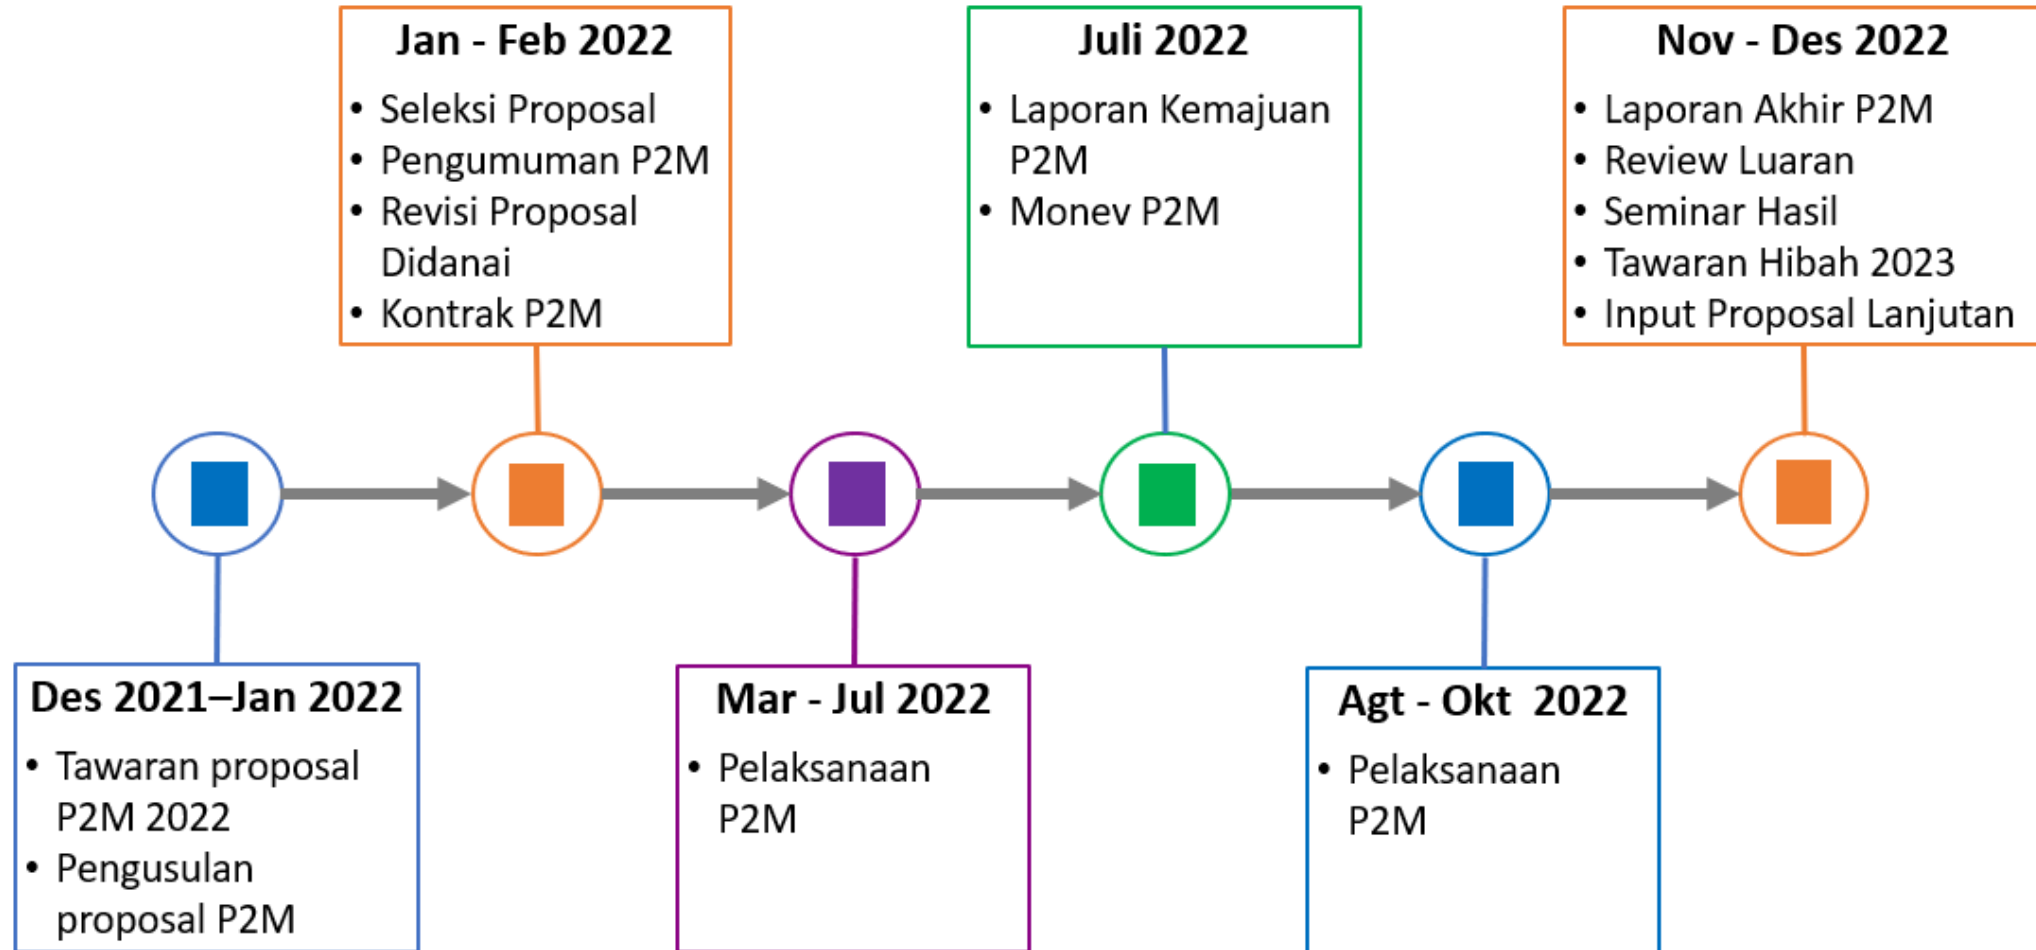 Jan - Feb 2022
• Seleksi Proposal
• Pengumuman P2M
• Revisi Proposal
Didanai
• Kontrak P2M
Juli 2022
• Laporan Kemajuan
P2M
• Monev P2M
Nov - Des 2022
• Laporan Akhir P2M
• Review Luaran
• Seminar Hasil
• Tawaran Hibah 2023
• Input Proposal Lanjutan
Des 2021–Jan 2022
• Tawaran proposal
P2M 2022
• Pengusulan
proposal P2M
Mar - Jul 2022
• Pelaksanaan
P2M
Agt - Okt 2022
• Pelaksanaan
P2M